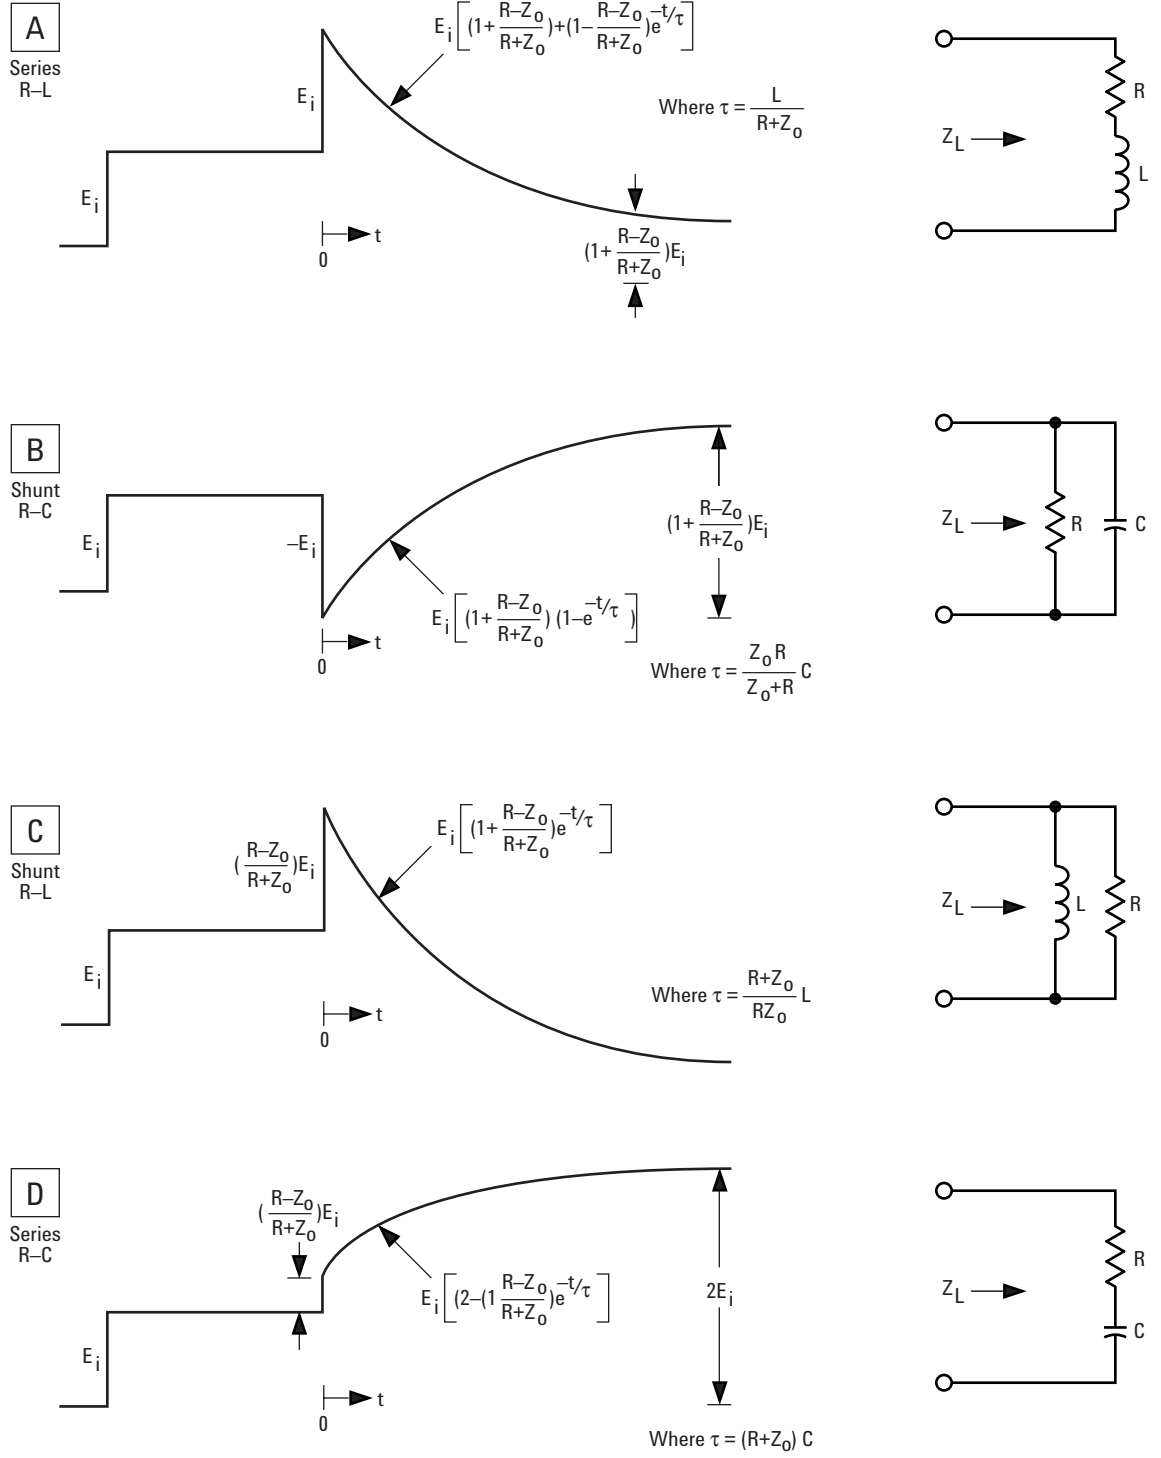 A
Series
R–L
E_i
E_i
E_i[(1+(R–Z_o)/(R+Z_o))+(1-(R–Z_o)/(R+Z_o))e^–t/τ]
Where τ = L/(R+Z_o)
0
t
(1+(R–Z_o)/(R+Z_o))E_i
Z_L
R
L
B
Shunt
R–C
E_i
–E_i
E_i[(1+(R–Z_o)/(R+Z_o)) (1–e^–t/τ)]
(1+(R–Z_o)/(R+Z_o))E_i
0
t
Where τ = (Z_o R)/(Z_o+R) C
Z_L
R
C
C
Shunt
R–L
E_i
((R–Z_o)/(R+Z_o))E_i
E_i[(1+(R–Z_o)/(R+Z_o))e^–t/τ]
0
t
Where τ = (R+Z_o)/(RZ_o) L
Z_L
L
R
D
Series
R–C
E_i
((R–Z_o)/(R+Z_o))E_i
E_i[(2–(1 (R–Z_o)/(R+Z_o))e^–t/τ]
2E_i
0
t
Where τ = (R+Z_o) C
Z_L
R
C